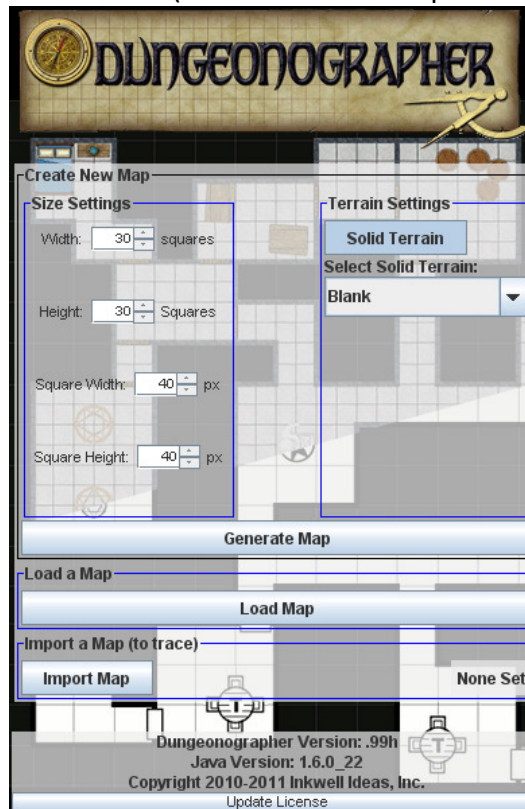 DUNGEONOGRAPHER
Create New Map
Size Settings
Width: 30 squares
Height: 30 Squares
Square Width: 40 px
Square Height: 40 px
Terrain Settings
Solid Terrain
Select Solid Terrain:
Blank
Generate Map
Load a Map
Load Map
Import a Map (to trace)
Import Map None Set
T T
Dungeonographer Version: .99h
Java Version: 1.6.0_22
Copyright 2010-2011 Inkwell Ideas, Inc.
Update License